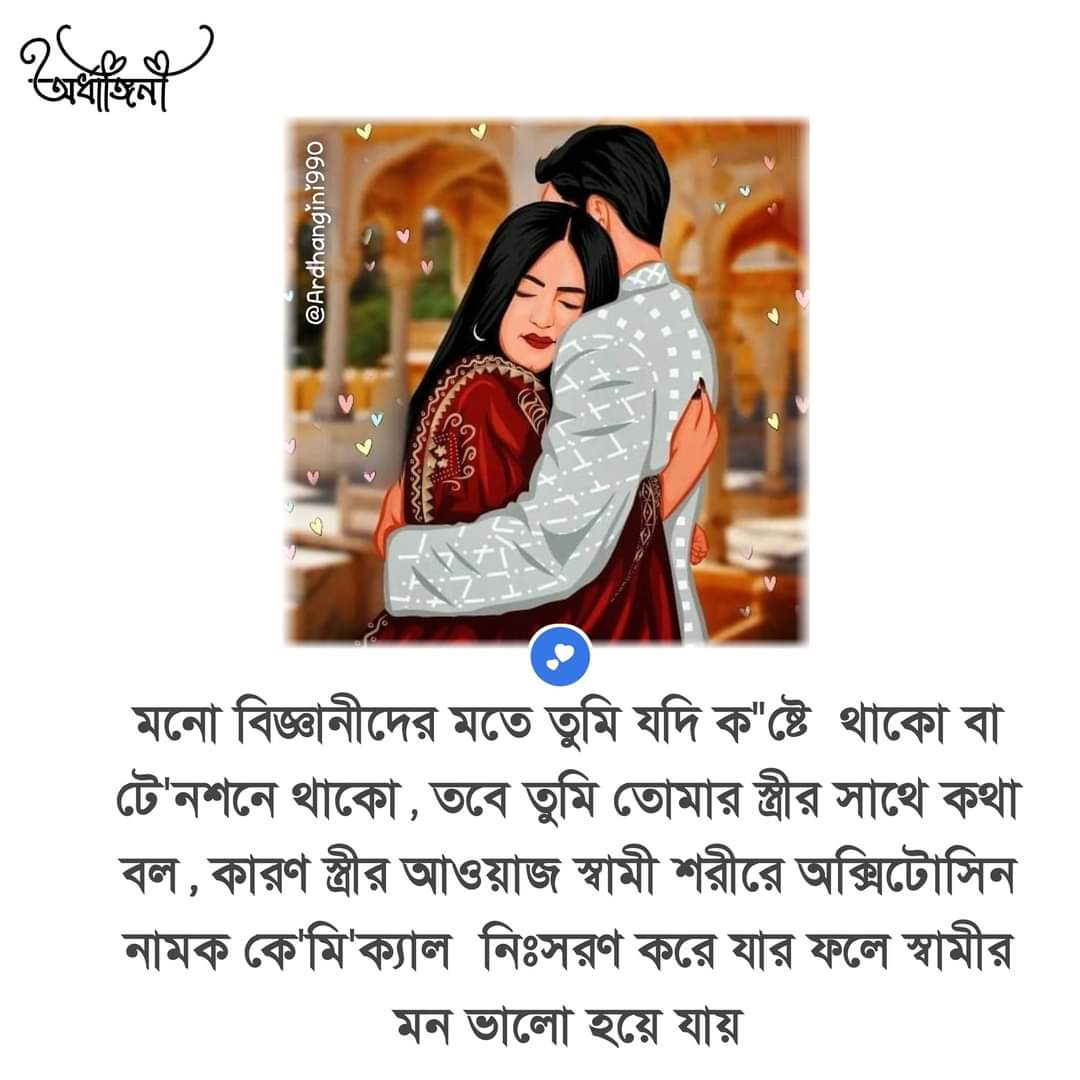 অর্ধাঙ্গিনী
@Ardhangini990
মনো বিজ্ঞানীদের মতে তুমি যদি ক"ষ্টে থাকো বা
টে'নশনে থাকো , তবে তুমি তোমার স্ত্রীর সাথে কথা
বল , কারণ স্ত্রীর আওয়াজ স্বামী শরীরে অক্সিটোসিন
নামক কে'মি'ক্যাল নিঃসরণ করে যার ফলে স্বামীর
মন ভালো হয়ে যায়